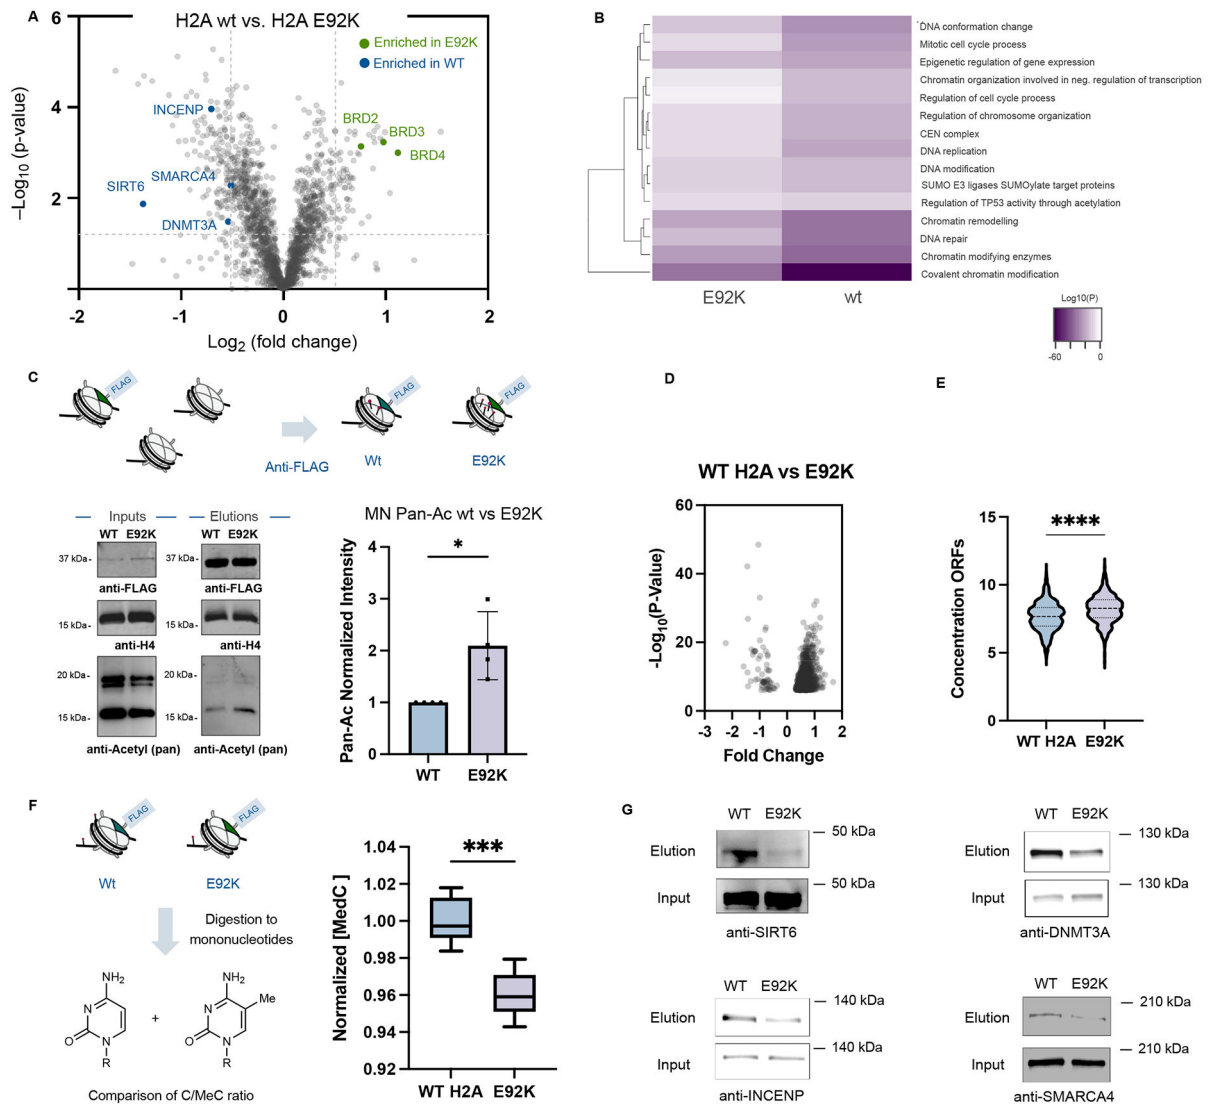 A
H2A wt vs. H2A E92K
Enriched in E92K
Enriched in WT
6
4
2
INCENP
BRD2
BRD3
BRD4
SMARCA4
SIRT6
DNMT3A
–Log10 (p-value)
-2 -1 0 1 2
Log2 (fold change)
B
DNA conformation change
Mitotic cell cycle process
Epigenetic regulation of gene expression
Chromatin organization involved in neg. regulation of transcription
Regulation of cell cycle process
Regulation of chromosome organization
CEN complex
DNA replication
DNA modification
SUMO E3 ligases SUMOylate target proteins
Regulation of TP53 activity through acetylation
Chromatin remodelling
DNA repair
Chromatin modifying enzymes
Covalent chromatin modification
E92K wt
Log10(P)
-60 0
C
FLAG
FLAG
FLAG
Anti-FLAG
Wt
E92K
Inputs
Elutions
WT E92K
WT E92K
37 kDa-
37 kDa-
anti-FLAG
anti-FLAG
15 kDa-
15 kDa-
anti-H4
anti-H4
20 kDa-
20 kDa-
15 kDa-
15 kDa-
anti-Acetyl (pan)
anti-Acetyl (pan)
MN Pan-Ac wt vs E92K
Pan-Ac Normalized Intensity
4
3
2
1
0
*
WT E92K
D
WT H2A vs E92K
-Log10(P-Value)
60
40
20
0
-3 -2 -1 0 1 2
Fold Change
E
Concentration ORFs
15
10
5
0
****
WT H2A E92K
F
FLAG
FLAG
Wt
E92K
Digestion to
mononucleotides
NH2
N
O
N
R
+
NH2
Me
N
O
N
R
Comparison of C/MeC ratio
Normalized [MedC ]
1.04
1.02
1.00
0.98
0.96
0.94
0.92
***
WT H2A E92K
G
WT E92K
50 kDa
Elution
50 kDa
Input
anti-SIRT6
WT E92K
130 kDa
Elution
130 kDa
Input
anti-DNMT3A
WT E92K
140 kDa
Elution
140 kDa
Input
anti-INCENP
WT E92K
210 kDa
Elution
210 kDa
Input
anti-SMARCA4